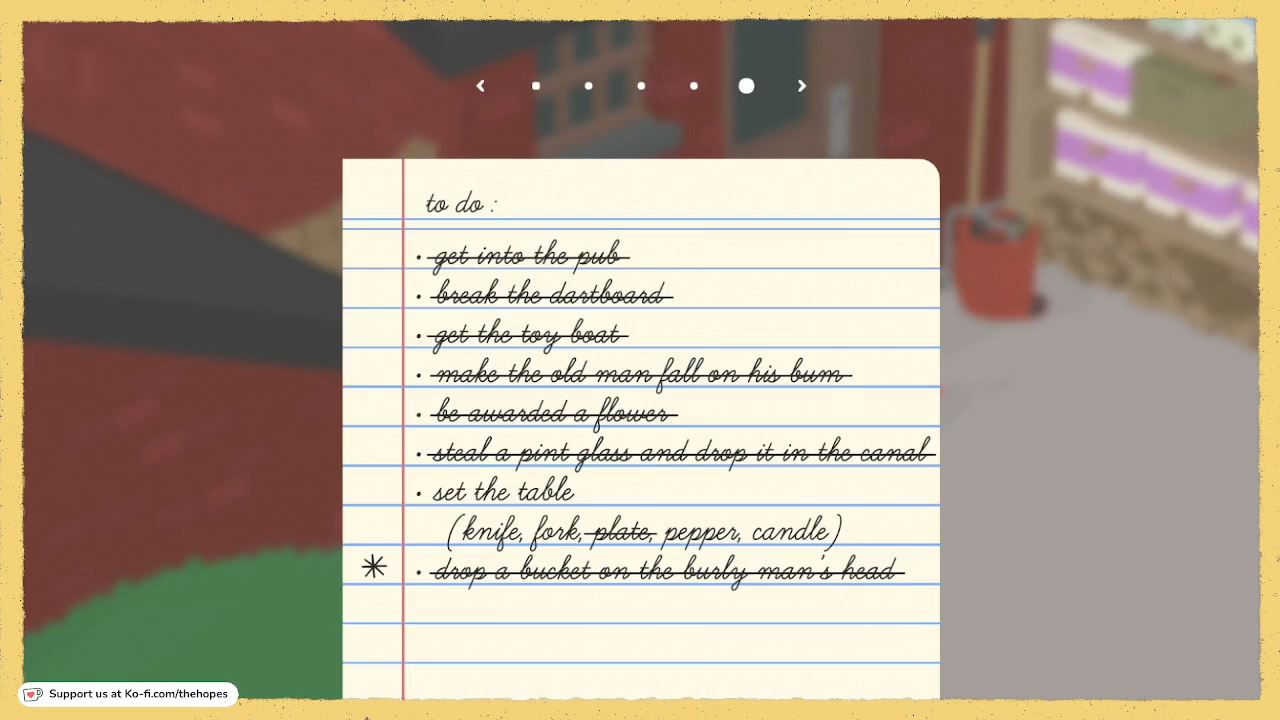 to do :
• get into the pub
• break the dartboard
• get the toy boat
• make the old man fall on his bum
• be awarded a flower
• steal a pint glass and drop it in the canal
• set the table
(knife, fork, plate, pepper, candle)
• drop a bucket on the burly man's head
Support us at Ko-fi.com/thehopes